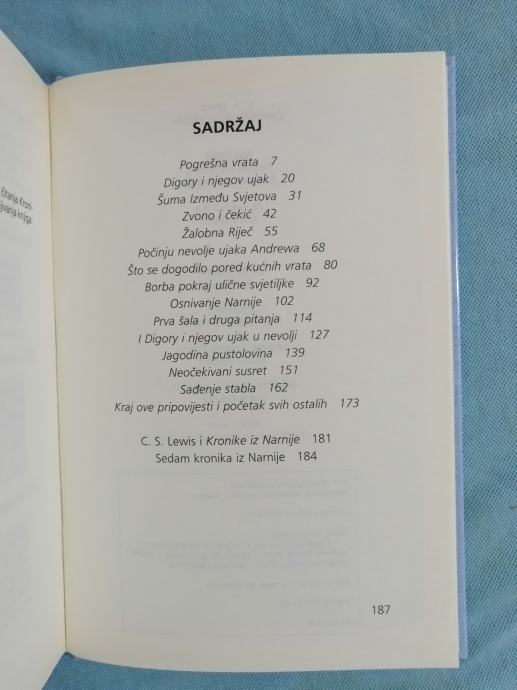 čitanja Kroni-
SADRŽAJ
Pogrešna vrata 7
Digory i njegov ujak 20
Šuma Između Svjetova 31
Zvono i čekić 42
Žalobna Riječ 55
Počinju nevolje ujaka Andrewa 68
Što se dogodilo pored kućnih vrata 80
Borba pokraj ulične svjetiljke 92
Osnivanje Narnije 102
Prva šala i druga pitanja 114
I Digory i njegov ujak u nevolji 127
Jagodina pustolovina 139
Neočekivani susret 151
Sađenje stabla 162
Kraj ove pripovijesti i početak svih ostalih 173
C. S. Lewis i Kronike iz Narnije 181
Sedam kronika iz Narnije 184
187